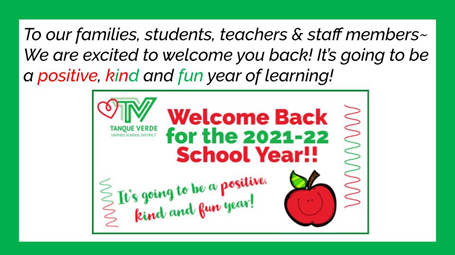 To our families, students, teachers & staff members~
We are excited to welcome you back! It's going to be
a positive, kind and fun year of learning!
TV
TANQUE VERDE
UNIFIED SCHOOL DISTRICT
Welcome Back
for the 2021-22
School Year!!
It's going to be a positive,
kind and fun year!